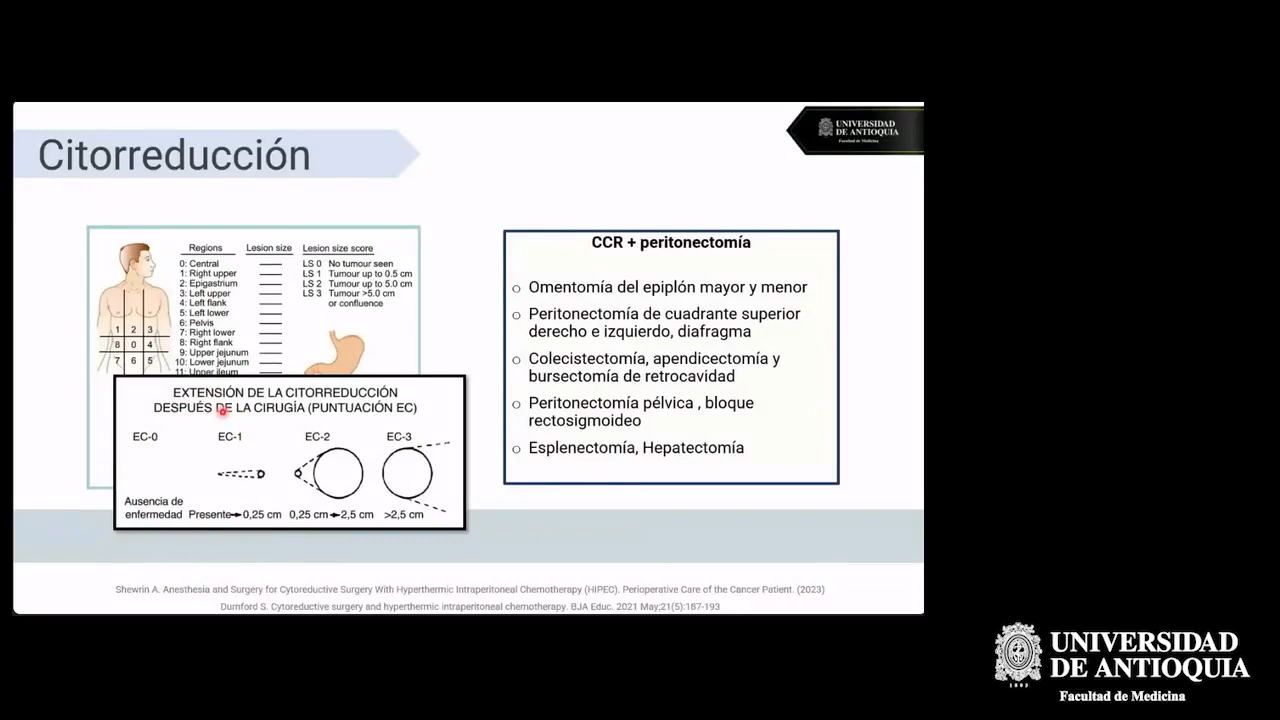 Citorreducción
UNIVERSIDAD
DE ANTIOQUIA
Facultad de Medicina
Regions Lesion size Lesion size score
0: Central
1: Right upper
2: Epigastrium
3: Left upper
4: Left flank
5: Left lower
6: Pelvis
7: Right lower
8: Right flank
9: Upper jejunum
10: Lower jejunum
11: Upper ileum
LS 0 No tumour seen
LS 1 Tumour up to 0.5 cm
LS 2 Tumour up to 5.0 cm
LS 3 Tumour >5.0 cm
or confluence
1 2 3
8 0 4
7 6 5
EXTENSIÓN DE LA CITORREDUCCIÓN
DESPUÉS DE LA CIRUGÍA (PUNTUACIÓN EC)
EC-0 EC-1 EC-2 EC-3
Ausencia de
enfermedad Presente→0,25 cm 0,25 cm→2,5 cm >2,5 cm
CCR + peritonectomía
Omentomía del epiplón mayor y menor
Peritonectomía de cuadrante superior
derecho e izquierdo, diafragma
Colecistectomía, apendicectomía y
bursectomía de retrocavidad
Peritonectomía pélvica , bloque
rectosigmoideo
Esplenectomía, Hepatectomía
Shewrin A. Anesthesia and Surgery for Cytoreductive Surgery With Hyperthermic Intraperitoneal Chemotherapy (HIPEC). Perioperative Care of the Cancer Patient. (2023)
Durnford S. Cytoreductive surgery and hyperthermic intraperitoneal chemotherapy. BJA Educ. 2021 May;21(5):187-193
UNIVERSIDAD
DE ANTIOQUIA
1803
Facultad de Medicina